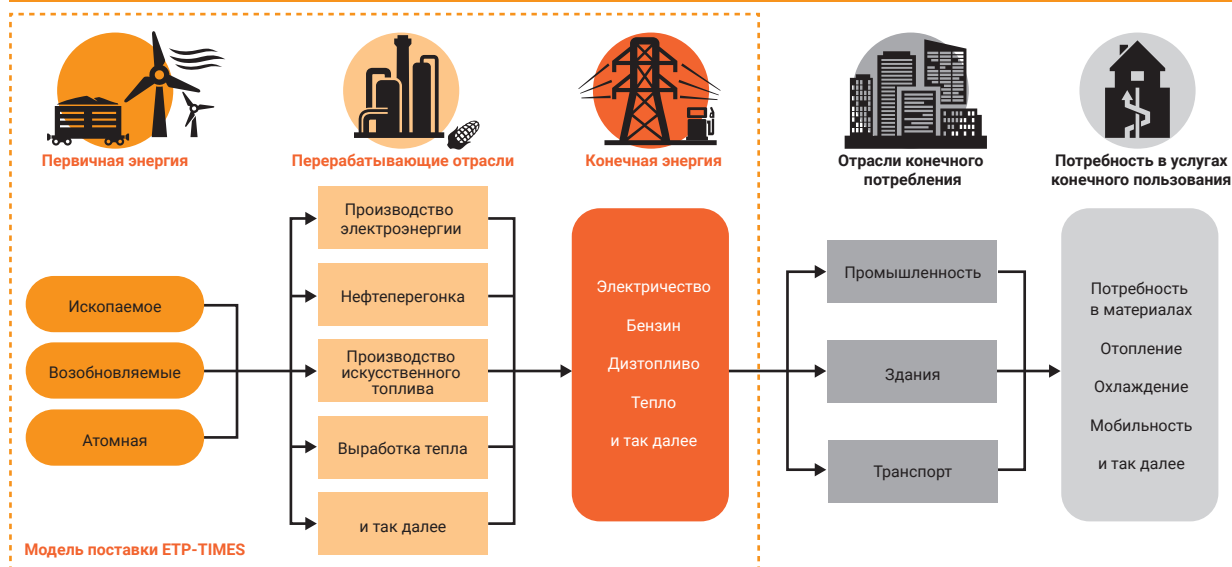 Первичная энергия
Перерабатывающие отрасли
Конечная энергия
Отрасли конечного
потребления
Потребность в услугах
конечного пользования
Ископаемое
Возобновляемые
Атомная
Производство
электроэнергии
Нефтеперегонка
Производство
искусственного
топлива
Выработка тепла
и так далее
Электричество
Бензин
Дизтопливо
Тепло
и так далее
Промышленность
Здания
Транспорт
Потребность
в материалах
Отопление
Охлаждение
Мобильность
и так далее
Модель поставки ETP-TIMES